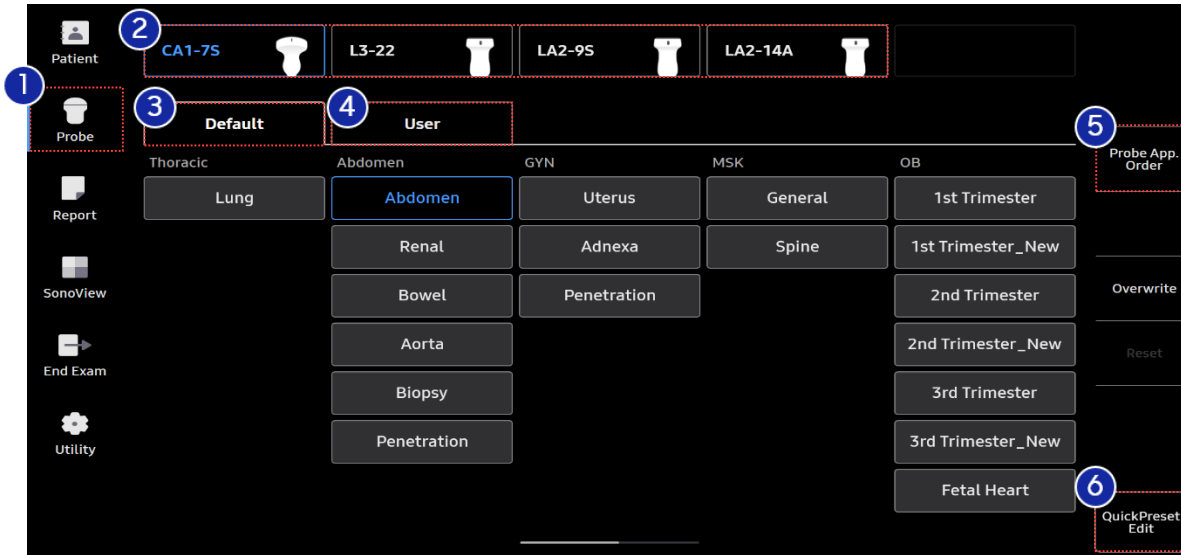 Patient
1
Probe
Report
SonoView
End Exam
Utility
2
CA1-7S
L3-22
LA2-9S
LA2-14A
3
Default
4
User
Thoracic
Abdomen
GYN
MSK
OB
Lung
Abdomen
Uterus
General
1st Trimester
Renal
Adnexa
Spine
1st Trimester_New
Bowel
Penetration
2nd Trimester
Aorta
2nd Trimester_New
Biopsy
3rd Trimester
Penetration
3rd Trimester_New
Fetal Heart
5
Probe App.
Order
Overwrite
Reset
6
QuickPreset
Edit